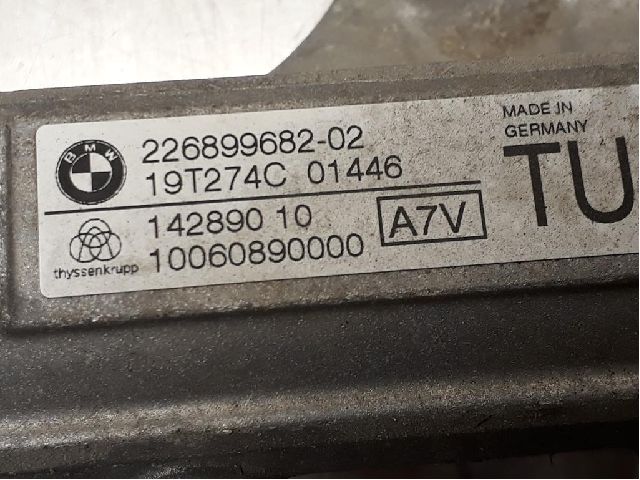 BMW
226899682-02
19T274C 01446
thyssenkrupp
142890 10
10060890000
A7V
MADE IN
GERMANY
TU